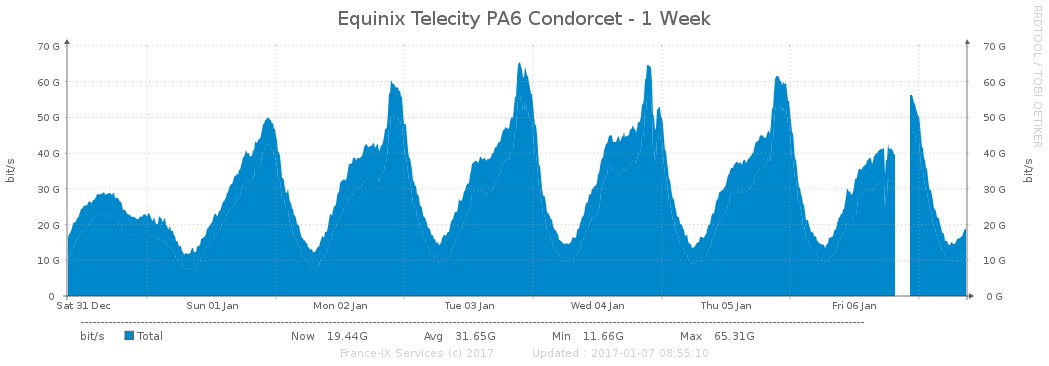 Equinix Telecity PA6 Condorcet - 1 Week
RRDTOOL / TOBI OETIKER
70 G 70 G
60 G 60 G
50 G 50 G
40 G 40 G
30 G 30 G
20 G 20 G
10 G 10 G
0 0 G
bit/s bit/s
Sat 31 Dec Sun 01 Jan Mon 02 Jan Tue 03 Jan Wed 04 Jan Thu 05 Jan Fri 06 Jan
bit/s Total Now 19.44G Avg 31.65G Min 11.66G Max 65.31G
France-IX Services (c) 2017 Updated : 2017-01-07 08:55:10